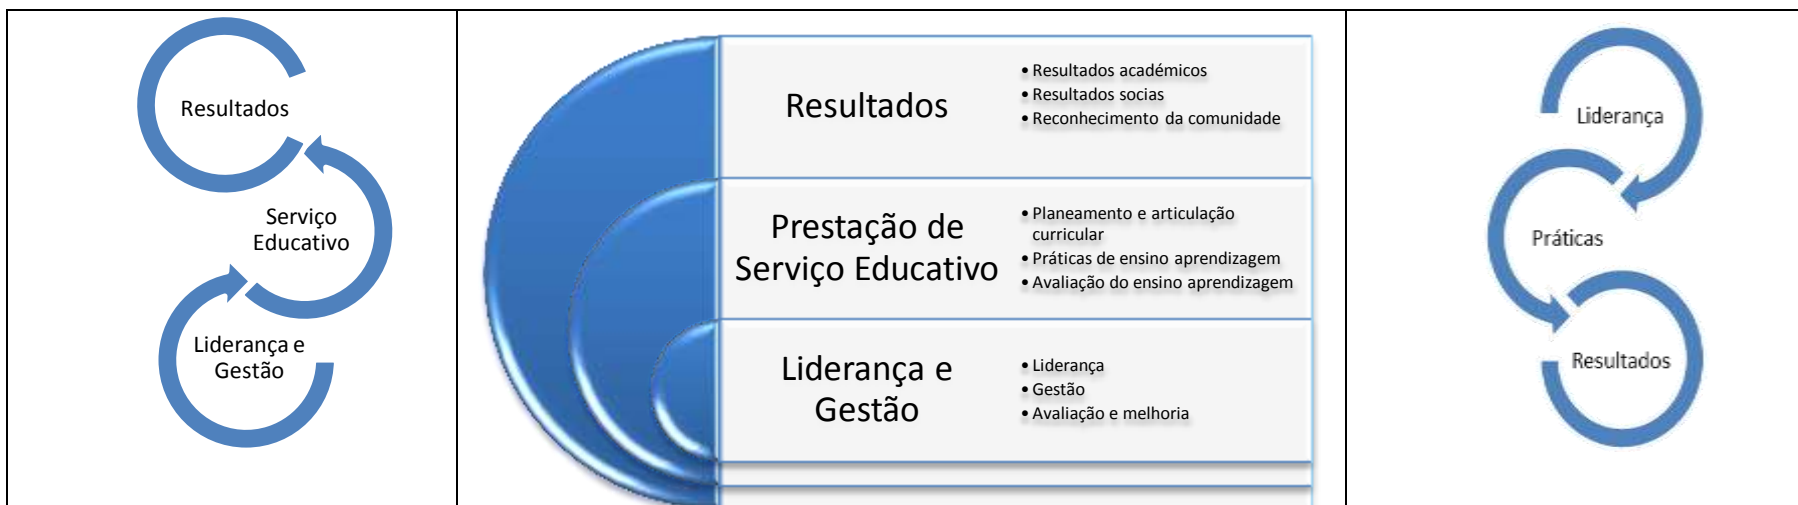 Resultados
Serviço
Educativo
Liderança e
Gestão
Resultados
• Resultados académicos
• Resultados socias
• Reconhecimento da comunidade
Prestação de
Serviço Educativo
• Planeamento e articulação
curricular
• Práticas de ensino aprendizagem
• Avaliação do ensino aprendizagem
Liderança e
Gestão
• Liderança
• Gestão
• Avaliação e melhoria
Liderança
Práticas
Resultados